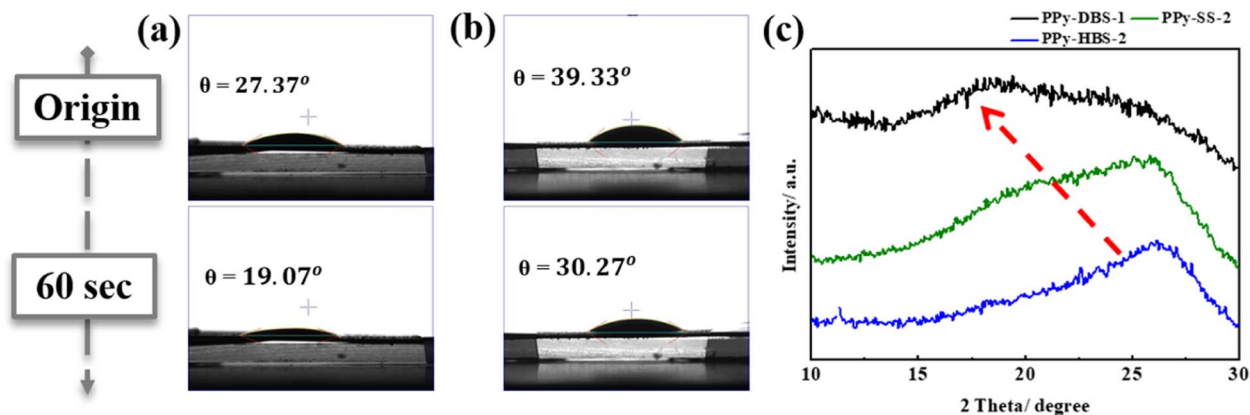 (a)
(b)
(c)
Origin
60 sec
θ = 27.37°
θ = 39.33°
θ = 19.07°
θ = 30.27°
PPy-DBS-1 PPy-SS-2
PPy-HBS-2
Intensity/ a.u.
10 15 20 25 30
2 Theta/ degree